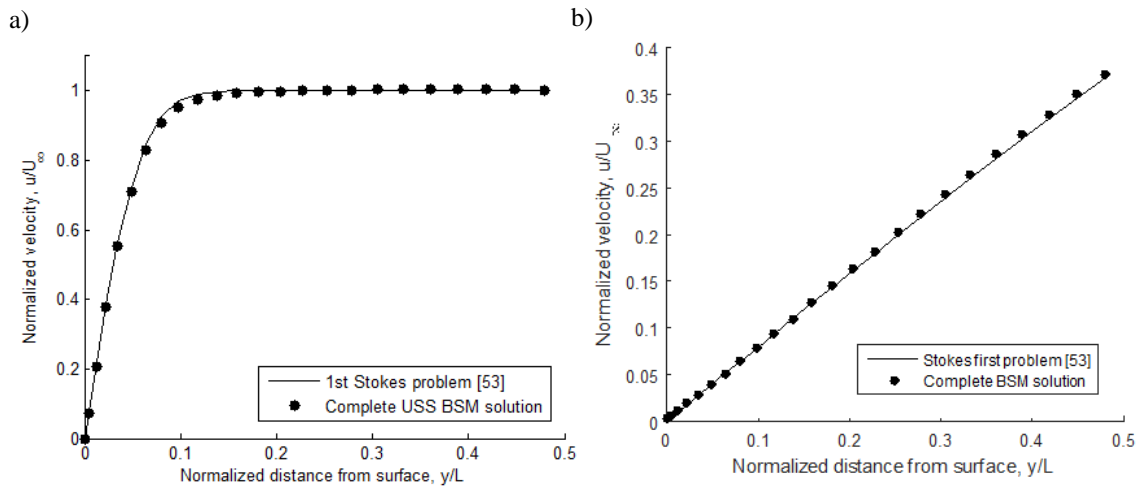 a)
1
0.8
0.6
0.4
0.2
0
0 0.1 0.2 0.3 0.4 0.5
Normalized velocity, u/U∞
Normalized distance from surface, y/L
1st Stokes problem [53]
Complete USS BSM solution
b)
0.4
0.35
0.3
0.25
0.2
0.15
0.1
0.05
0
0 0.1 0.2 0.3 0.4 0.5
Normalized velocity, u/U∞
Normalized distance from surface, y/L
Stokes first problem [53]
Complete BSM solution